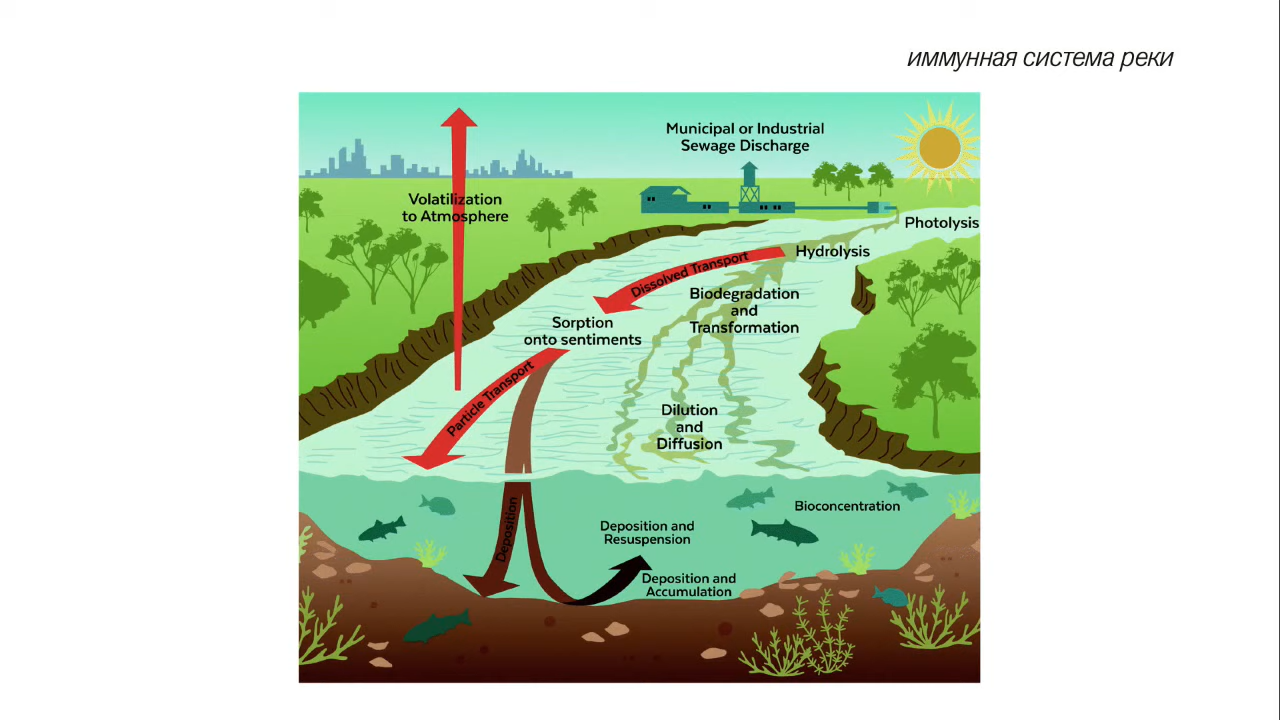 иммунная система реки
Municipal or Industrial
Sewage Discharge
Volatilization
to Atmosphere
Photolysis
Hydrolysis
Dissolved Transport
Biodegradation
and
Transformation
Sorption
onto sentiments
Particle Transport
Dilution
and
Diffusion
Deposition
Bioconcentration
Deposition and
Resuspension
Deposition and
Accumulation